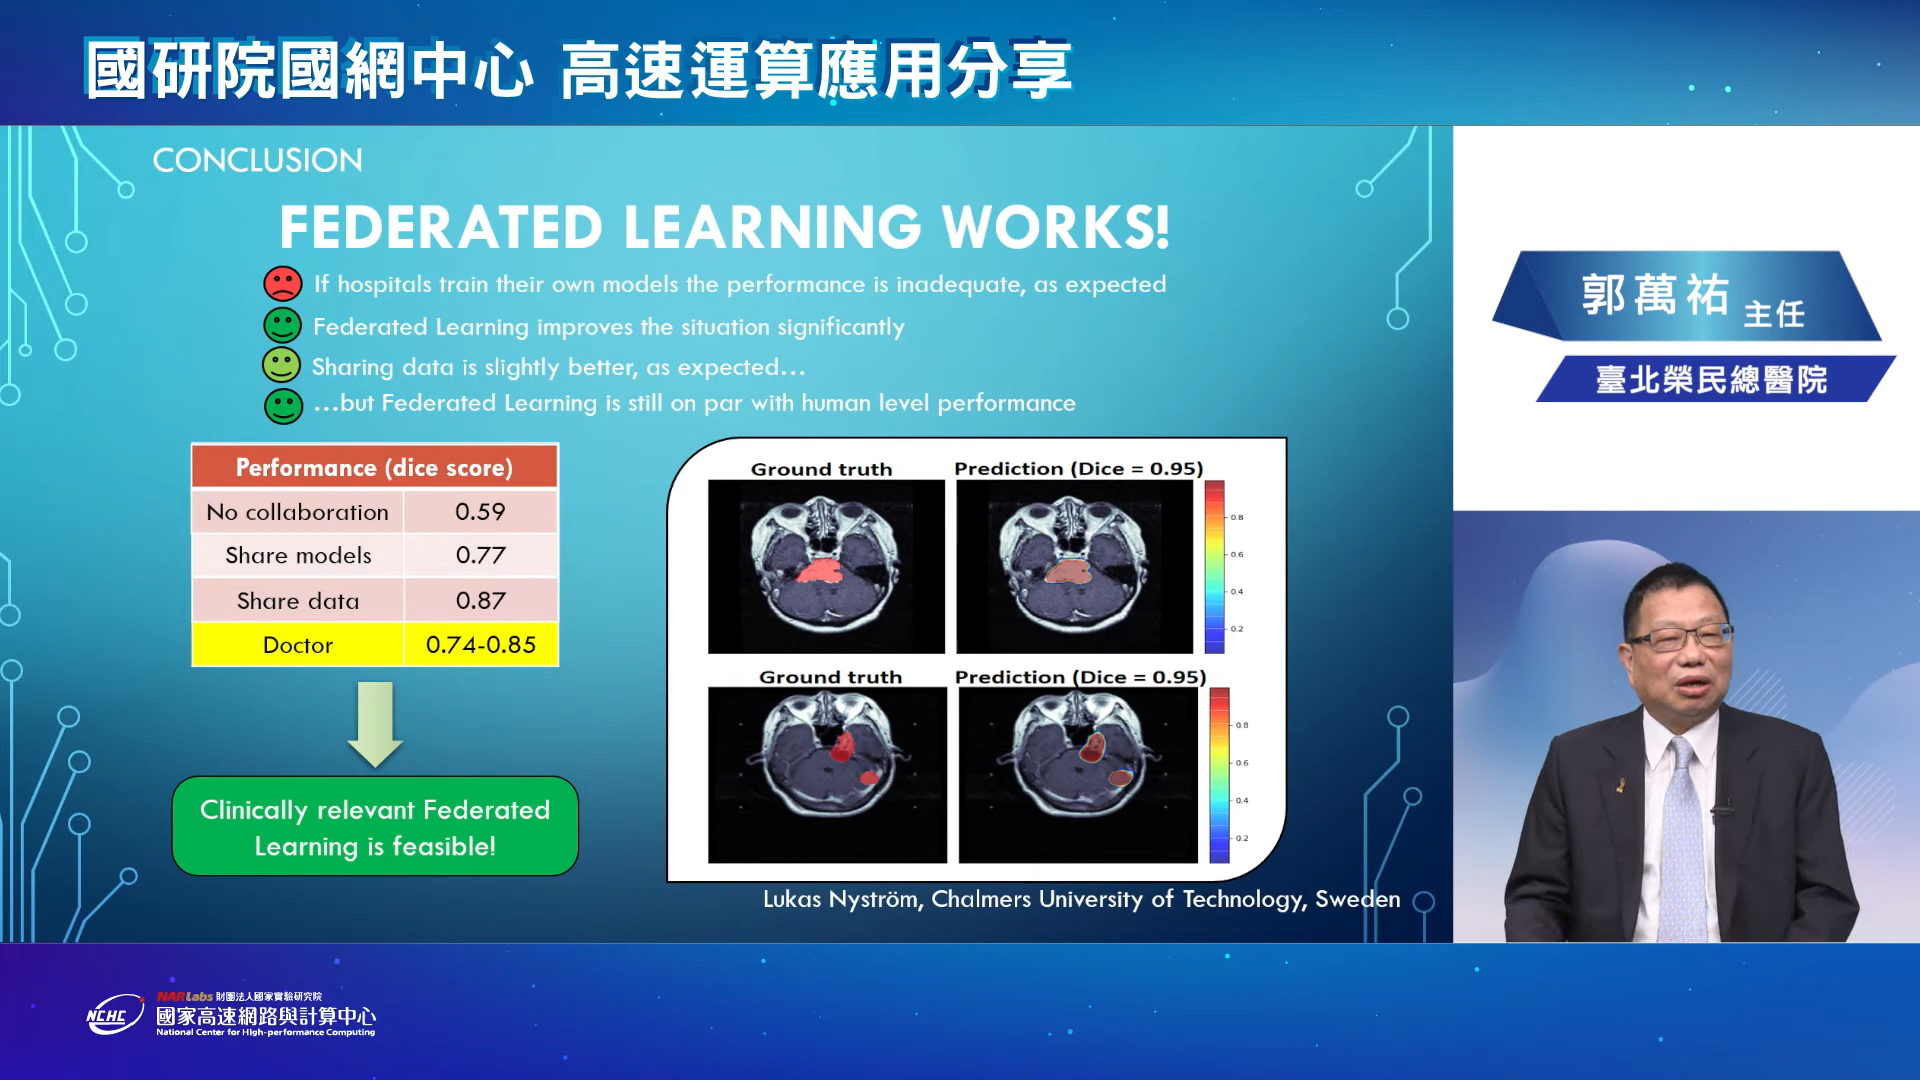 國研院國網中心 高速運算應用分享
CONCLUSION
FEDERATED LEARNING WORKS!
If hospitals train their own models the performance is inadequate, as expected
Federated Learning improves the situation significantly
Sharing data is slightly better, as expected...
...but Federated Learning is still on par with human level performance
Performance (dice score)
No collaboration 0.59
Share models 0.77
Share data 0.87
Doctor 0.74-0.85
Clinically relevant Federated
Learning is feasible!
Ground truth Prediction (Dice = 0.95)
0.8
0.6
0.4
0.2
Ground truth Prediction (Dice = 0.95)
0.8
0.6
0.4
0.2
Lukas Nyström, Chalmers University of Technology, Sweden
郭萬祐 主任
臺北榮民總醫院
NCHC
NARLabs 財團法人國家實驗研究院
國家高速網路與計算中心
National Center for High-performance Computing